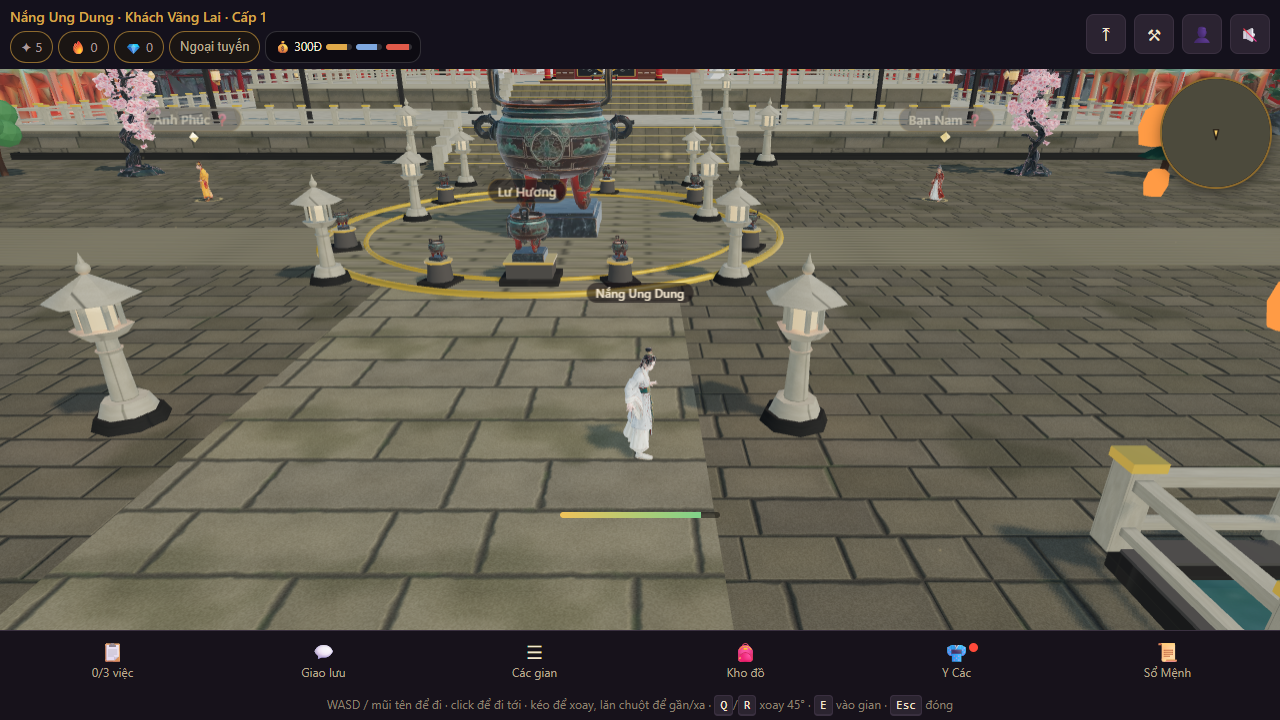 Nắng Ung Dung · Khách Vãng Lai · Cấp 1
5
0
0
Ngoại tuyến
300Đ
Anh Phúc ?
Bạn Nam ?
Lư Hương
Nắng Ung Dung
0/3 việc
Giao lưu
Các gian
Kho đồ
Y Các
Sổ Mệnh
WASD / mũi tên để đi · click để đi tới · kéo để xoay, lăn chuột để gần/xa · Q / R xoay 45° · E vào gian · Esc đóng